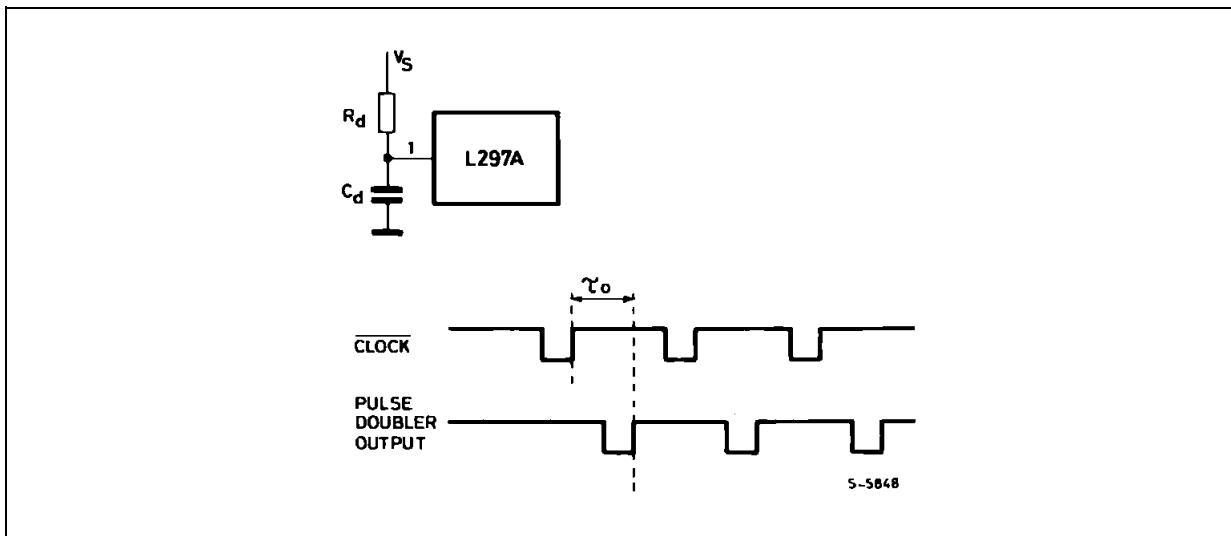 VS
Rd
1
L297A
Cd
τo
CLOCK
PULSE
DOUBLER
OUTPUT
S-5848